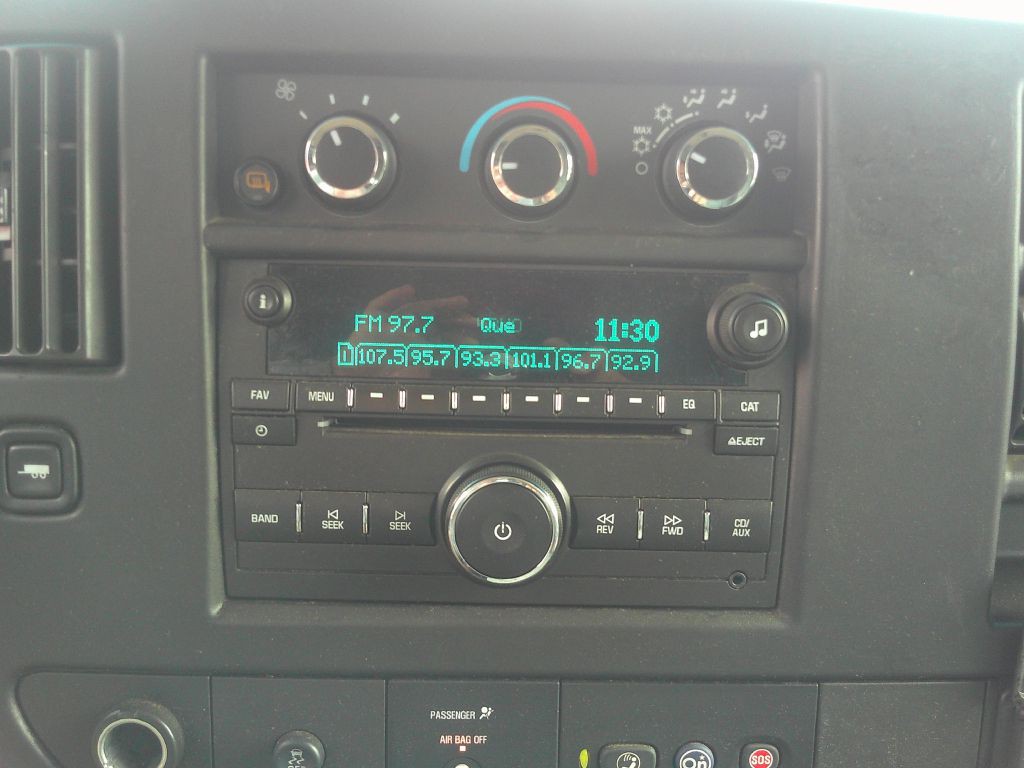 MAX
FM 97.7 Que 11:30
1 107.5 95.7 93.3 101.1 96.7 92.9
FAV MENU EQ CAT
EJECT
BAND SEEK SEEK REV FWD CD/AUX
PASSENGER
AIR BAG OFF
On SOS